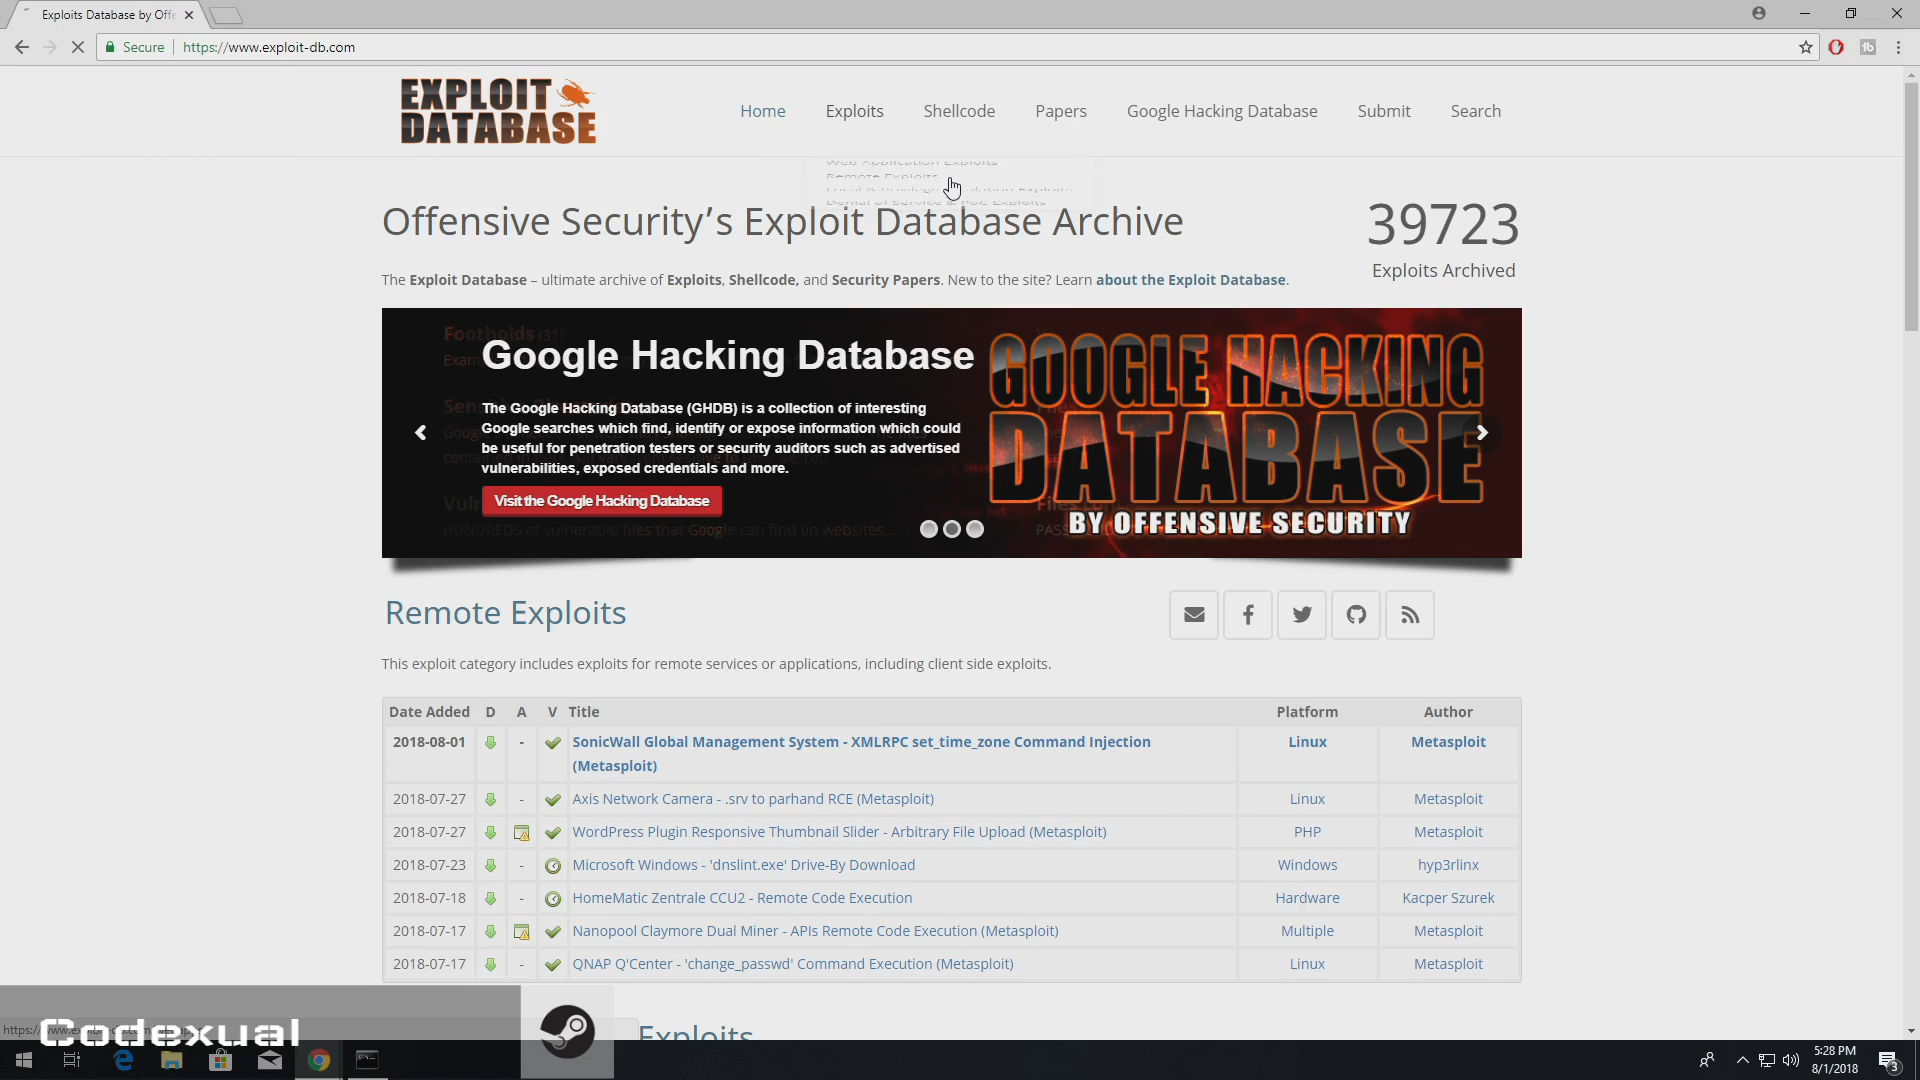 Exploits Database by Offe
Secure
https://www.exploit-db.com
EXPLOIT
DATABASE
Home
Exploits
Shellcode
Papers
Google Hacking Database
Submit
Search
Web Application Exploits
Remote Exploits
Denial of Service & PoC Exploits
Offensive Security’s Exploit Database Archive
39723
Exploits Archived
The Exploit Database – ultimate archive of Exploits, Shellcode, and Security Papers. New to the site? Learn about the Exploit Database.
Footholds (31)
Google Hacking Database
The Google Hacking Database (GHDB) is a collection of interesting
Google searches which find, identify or expose information which could
be useful for penetration testers or security auditors such as advertised
vulnerabilities, exposed credentials and more.
Visit the Google Hacking Database
HUNDREDS of vulnerable files that Google can find on websites...
GOOGLE HACKING
DATABASE
BY OFFENSIVE SECURITY
Remote Exploits
This exploit category includes exploits for remote services or applications, including client side exploits.
Date Added D A V Title Platform Author
2018-08-01 - SonicWall Global Management System - XMLRPC set_time_zone Command Injection Linux Metasploit
(Metasploit)
2018-07-27 - Axis Network Camera - .srv to parhand RCE (Metasploit) Linux Metasploit
2018-07-27 WordPress Plugin Responsive Thumbnail Slider - Arbitrary File Upload (Metasploit) PHP Metasploit
2018-07-23 - Microsoft Windows - 'dnslint.exe' Drive-By Download Windows hyp3rlinx
2018-07-18 - HomeMatic Zentrale CCU2 - Remote Code Execution Hardware Kacper Szurek
2018-07-17 Nanopool Claymore Dual Miner - APIs Remote Code Execution (Metasploit) Multiple Metasploit
2018-07-17 - QNAP Q'Center - 'change_passwd' Command Execution (Metasploit) Linux Metasploit
Exploits
Codexual
5:28 PM
8/1/2018
3